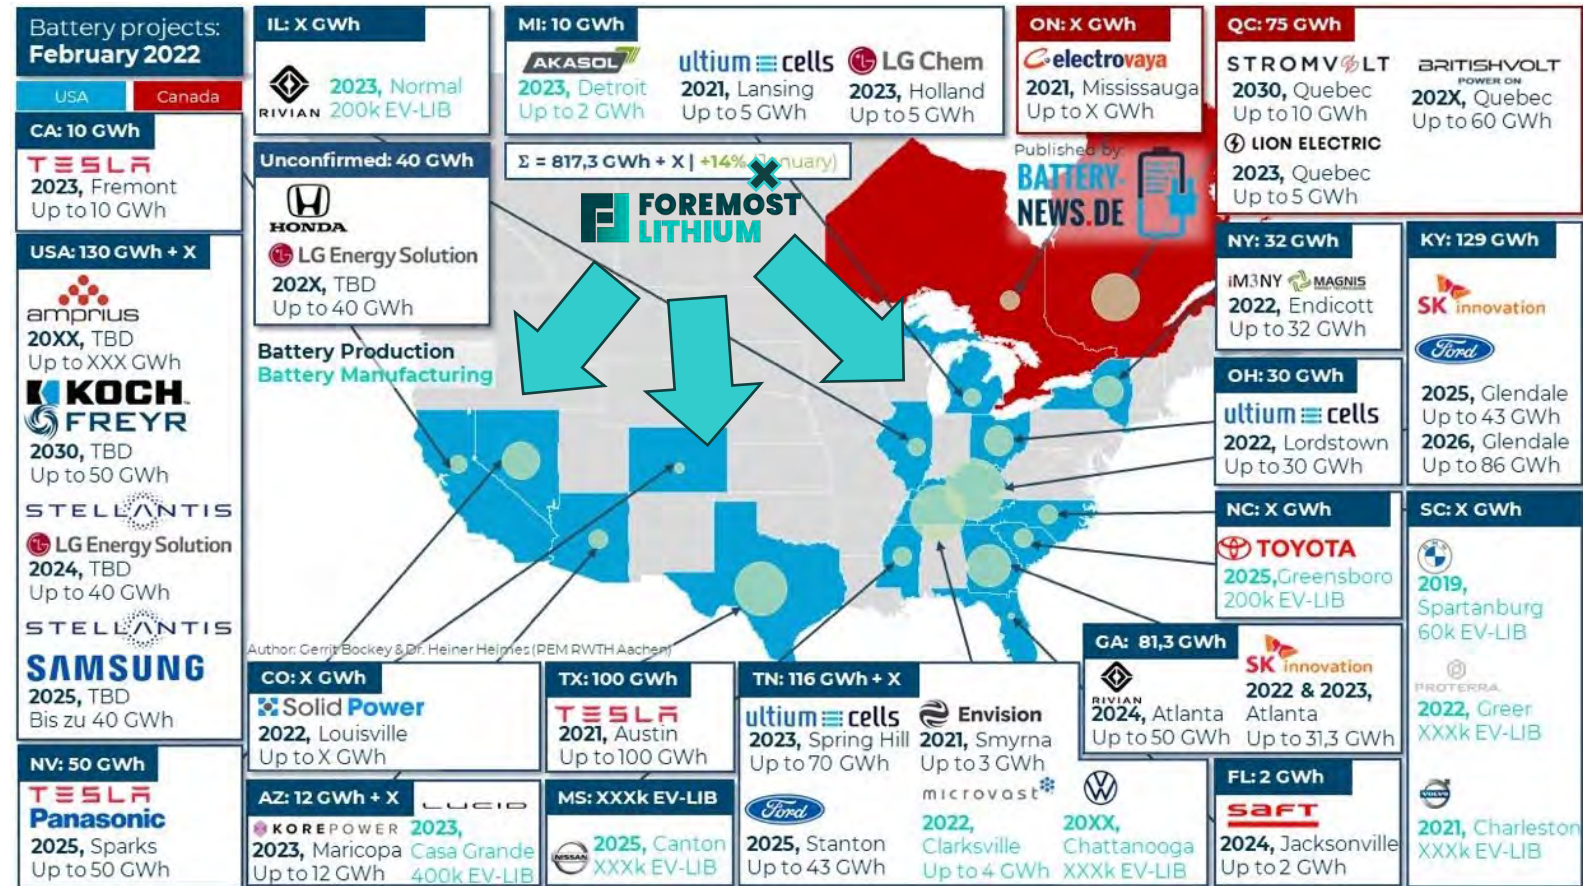 Battery projects:
February 2022
USA
Canada
CA: 10 GWh
TESLA
2023, Fremont
Up to 10 GWh
USA: 130 GWh + X
amprius
20XX, TBD
Up to XXX GWh
KOCH
FREYR
2030, TBD
Up to 50 GWh
STELLANTIS
LG Energy Solution
2024, TBD
Up to 40 GWh
STELLANTIS
SAMSUNG
2025, TBD
Bis zu 40 GWh
NV: 50 GWh
TESLA
Panasonic
2025, Sparks
Up to 50 GWh
IL: X GWh
RIVIAN
2023, Normal
200k EV-LIB
Unconfirmed: 40 GWh
HONDA
LG Energy Solution
202X, TBD
Up to 40 GWh
Battery Production
Battery Manufacturing
MI: 10 GWh
AKASOL
2023, Detroit
Up to 2 GWh
ultium cells
2021, Lansing
Up to 5 GWh
LG Chem
2023, Holland
Up to 5 GWh
Σ = 817,3 GWh + X | +14% (January)
FOREMOST
LITHIUM
ON: X GWh
electrovaya
2021, Mississauga
Up to X GWh
Published by:
BATTERY-
NEWS.DE
QC: 75 GWh
STROMVOLT
2030, Quebec
Up to 10 GWh
LION ELECTRIC
2023, Quebec
Up to 5 GWh
BRITISHVOLT
POWER ON
202X, Quebec
Up to 60 GWh
NY: 32 GWh
iM3NY MAGNIS
2022, Endicott
Up to 32 GWh
KY: 129 GWh
SK innovation
Ford
2025, Glendale
Up to 43 GWh
2026, Glendale
Up to 86 GWh
OH: 30 GWh
ultium cells
2022, Lordstown
Up to 30 GWh
NC: X GWh
TOYOTA
2025, Greensboro
200k EV-LIB
SC: X GWh
BMW
2019,
Spartanburg
60k EV-LIB
PROTERRA
2022, Greer
XXXk EV-LIB
VOLVO
2021, Charleston
XXXk EV-LIB
Author: Gerrit Bockey & Dr. Heiner Heimes (PEM RWTH Aachen)
CO: X GWh
Solid Power
2022, Louisville
Up to X GWh
AZ: 12 GWh + X
KOREPOWER
2023, Maricopa
Up to 12 GWh
LUCID
2023,
Casa Grande
400k EV-LIB
TX: 100 GWh
TESLA
2021, Austin
Up to 100 GWh
MS: XXXk EV-LIB
NISSAN
2025, Canton
XXXk EV-LIB
TN: 116 GWh + X
ultium cells
2023, Spring Hill
Up to 70 GWh
Envision
2021, Smyrna
Up to 3 GWh
Ford
2025, Stanton
Up to 43 GWh
microvast
2022,
Clarksville
Up to 4 GWh
20XX,
Chattanooga
XXXk EV-LIB
GA: 81,3 GWh
RIVIAN
2024, Atlanta
Up to 50 GWh
SK innovation
2022 & 2023,
Atlanta
Up to 31,3 GWh
FL: 2 GWh
saft
2024, Jacksonville
Up to 2 GWh